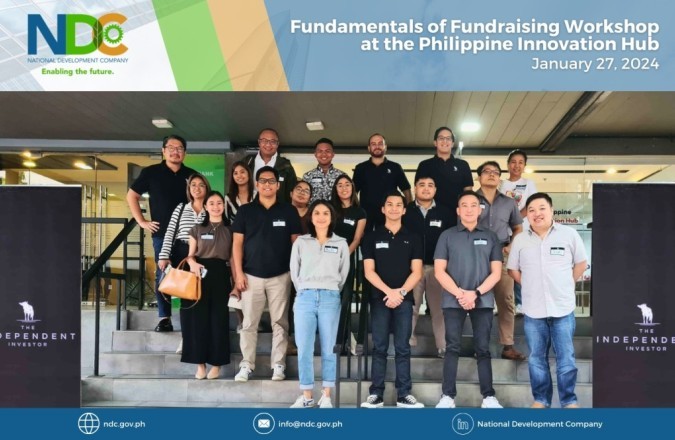 NDC
NATIONAL DEVELOPMENT COMPANY
Enabling the future.
Fundamentals of Fundraising Workshop
at the Philippine Innovation Hub
January 27, 2024
THE
INDEPENDENT
INVESTOR
THE
INDEPENDENT
INVESTOR
ndc.gov.ph
info@ndc.gov.ph
in
National Development Company